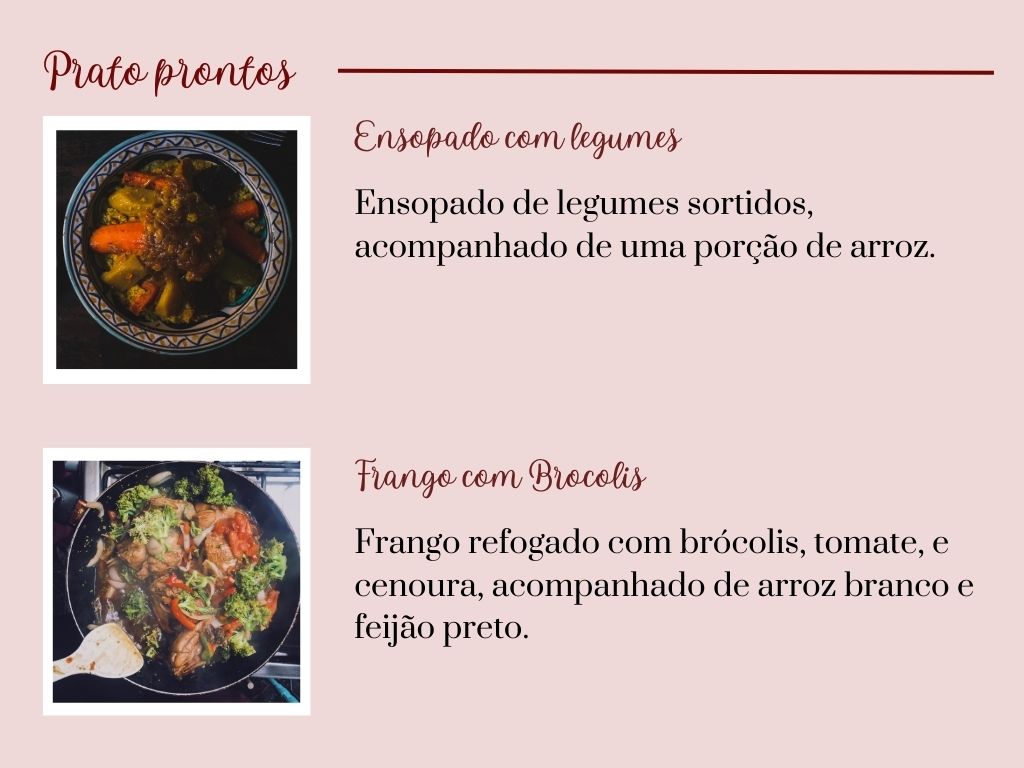 Prato prontos
Ensopado com legumes
Ensopado de legumes sortidos,
acompanhado de uma porção de arroz.
Frango com Brocolis
Frango refogado com brócolis, tomate, e
cenoura, acompanhado de arroz branco e
feijão preto.